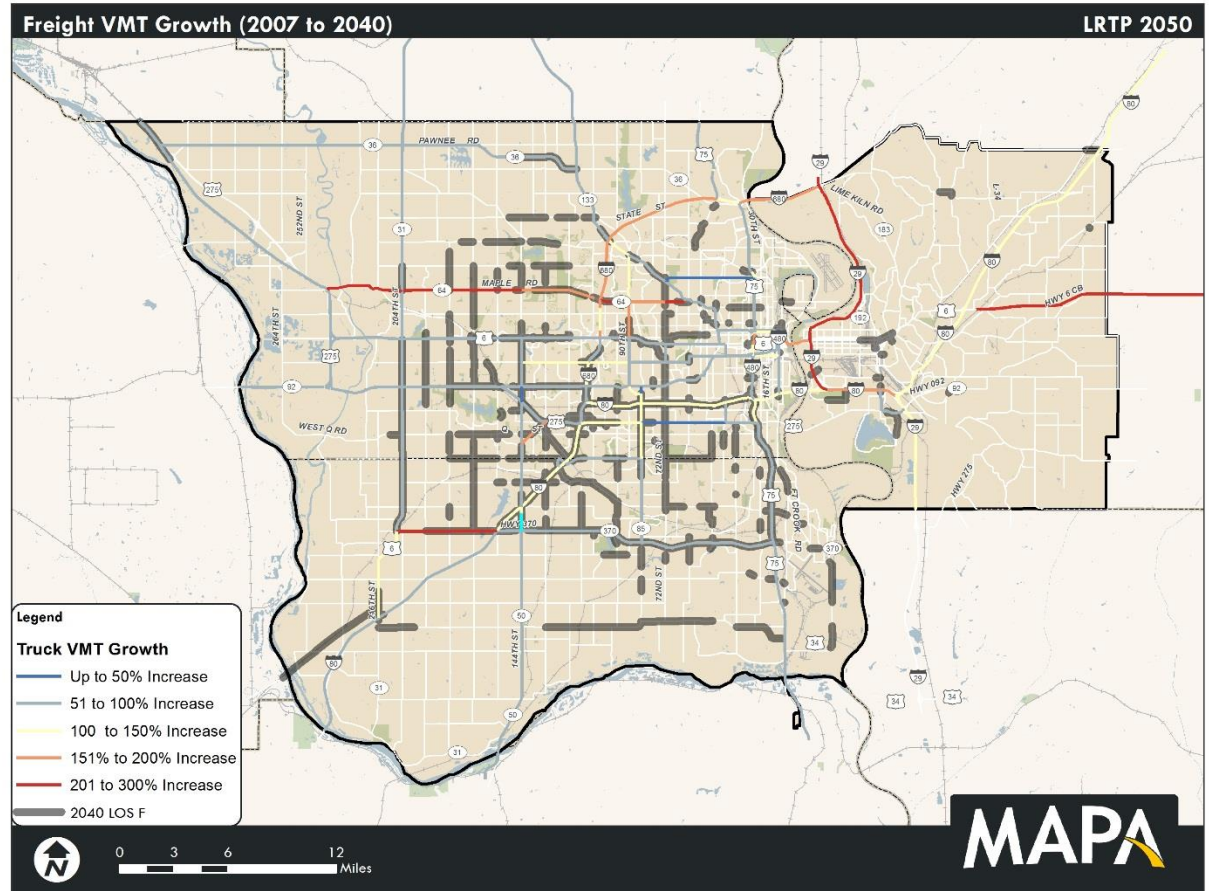 Freight VMT Growth (2007 to 2040)
LRTP 2050
80
36
PAWNEE RD
36
75
29
275
252ND ST
133
36
STATE ST
680
LIME KILN RD
L-34
183
31
30TH ST
680
29
80
264TH ST
204TH ST
64
MAPLE RD
64
75
HWY 6 CB
192
6
275
6
90TH ST
6
480
80
29
92
680
480
16TH ST
80
80
HWY 092
92
WEST Q RD
Q ST
275
80
275
29
72ND ST
80
75
FT CROOK RD
HWY 275
HWY 370
6
370
85
370
75
216TH ST
72ND ST
50
144TH ST
34
80
31
29
34
34
50
31
Legend
Truck VMT Growth
Up to 50% Increase
51 to 100% Increase
100 to 150% Increase
151% to 200% Increase
201 to 300% Increase
2040 LOS F
N
0 3 6 12
Miles
MAPA